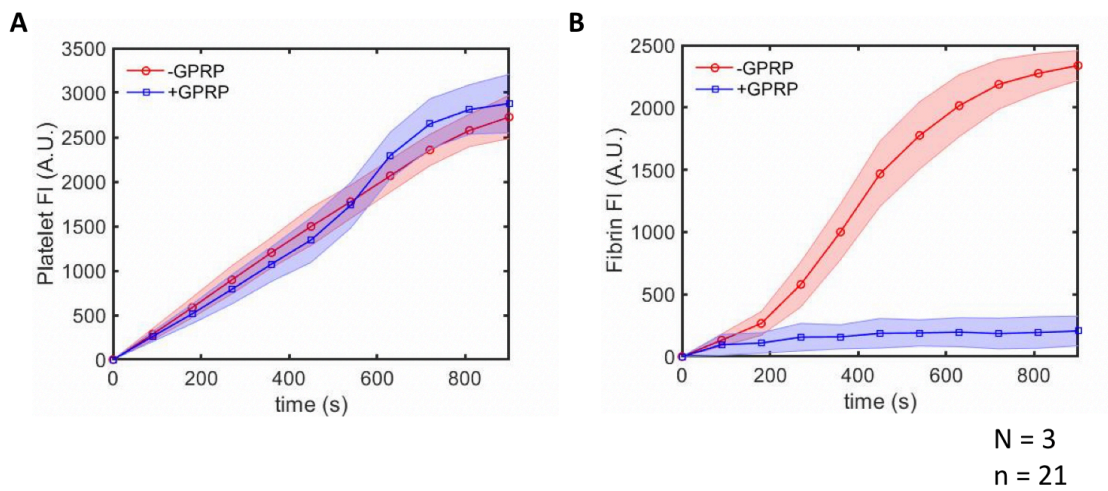 A
3500
3000
2500
2000
1500
1000
500
0
Platelet FI (A.U.)
-GPRP
+GPRP
0 200 400 600 800
time (s)
B
2500
2000
1500
1000
500
0
Fibrin FI (A.U.)
-GPRP
+GPRP
0 200 400 600 800
time (s)
N = 3
n = 21